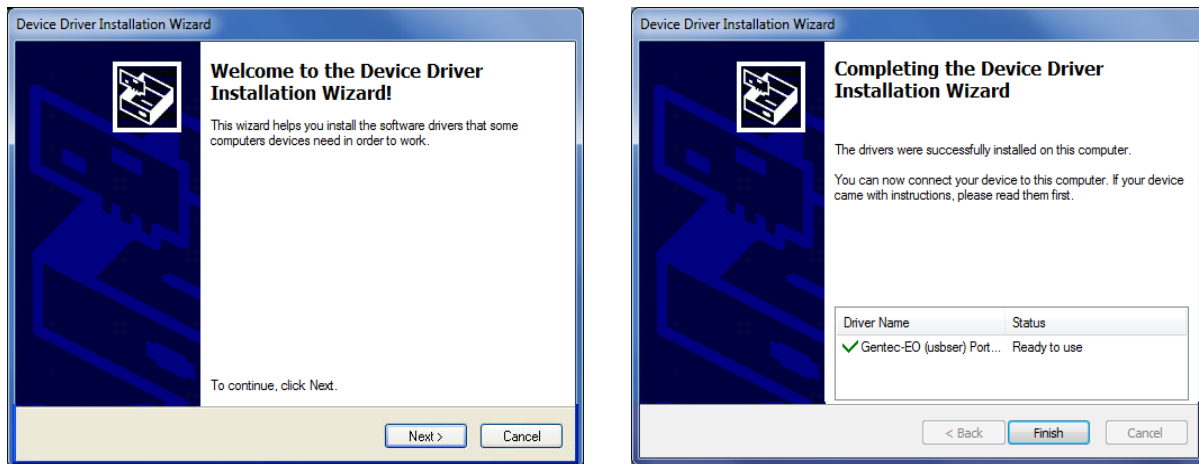 Device Driver Installation Wizard
Welcome to the Device Driver
Installation Wizard!
This wizard helps you install the software drivers that some
computers devices need in order to work.
To continue, click Next.
Next >
Cancel
Device Driver Installation Wizard
Completing the Device Driver
Installation Wizard
The drivers were successfully installed on this computer.
You can now connect your device to this computer. If your device
came with instructions, please read them first.
Driver Name Status
Gentec-EO (usbser) Port... Ready to use
< Back
Finish
Cancel